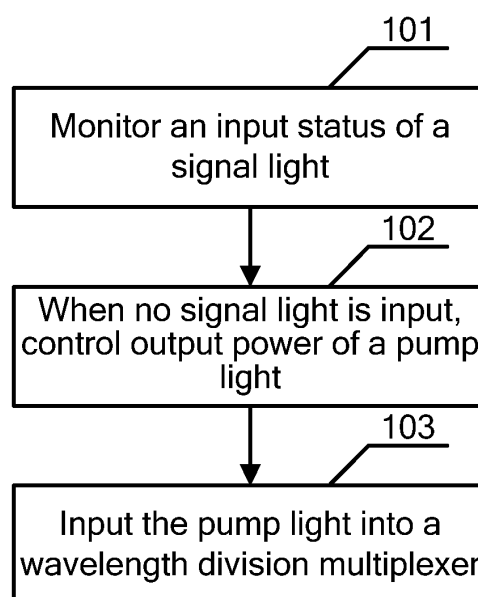 101
Monitor an input status of a
signal light
102
When no signal light is input,
control output power of a pump
light
103
Input the pump light into a
wavelength division multiplexer